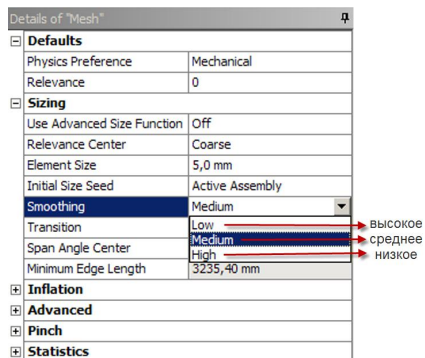 Details of "Mesh"
Defaults
Physics Preference Mechanical
Relevance 0
Sizing
Use Advanced Size Function Off
Relevance Center Coarse
Element Size 5,0 mm
Initial Size Seed Active Assembly
Smoothing Medium
Transition Low высокое
Medium среднее
Span Angle Center High низкое
Minimum Edge Length 3235,40 mm
Inflation
Advanced
Pinch
Statistics